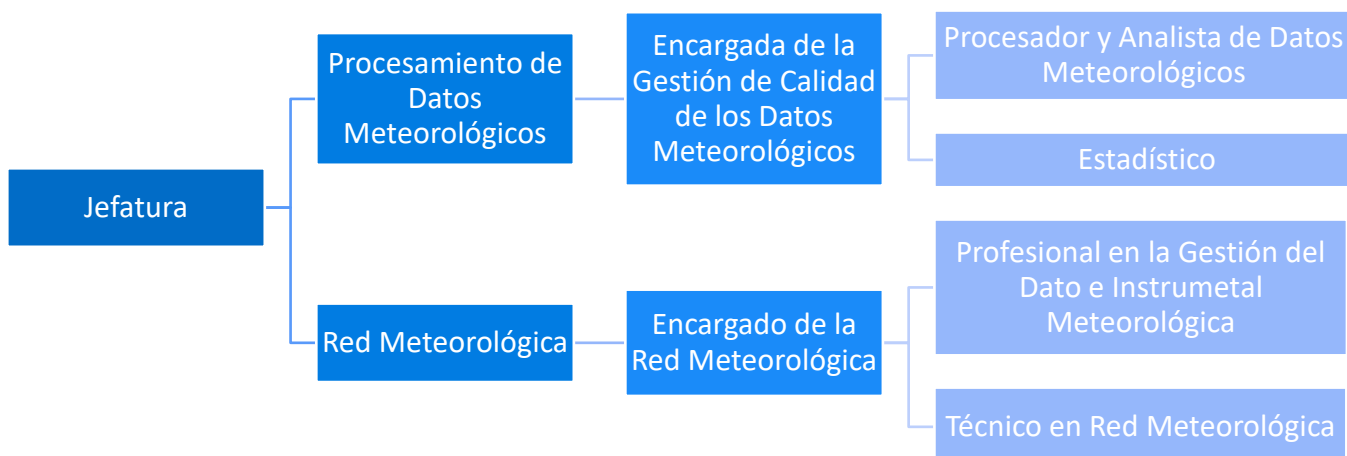 Jefatura
Procesamiento de
Datos
Meteorológicos
Encargada de la
Gestión de Calidad
de los Datos
Meteorológicos
Procesador y Analista de Datos
Meteorológicos
Estadístico
Red Meteorológica
Encargado de la
Red Meteorológica
Profesional en la Gestión del
Dato e Instrumetal
Meteorológica
Técnico en Red Meteorológica